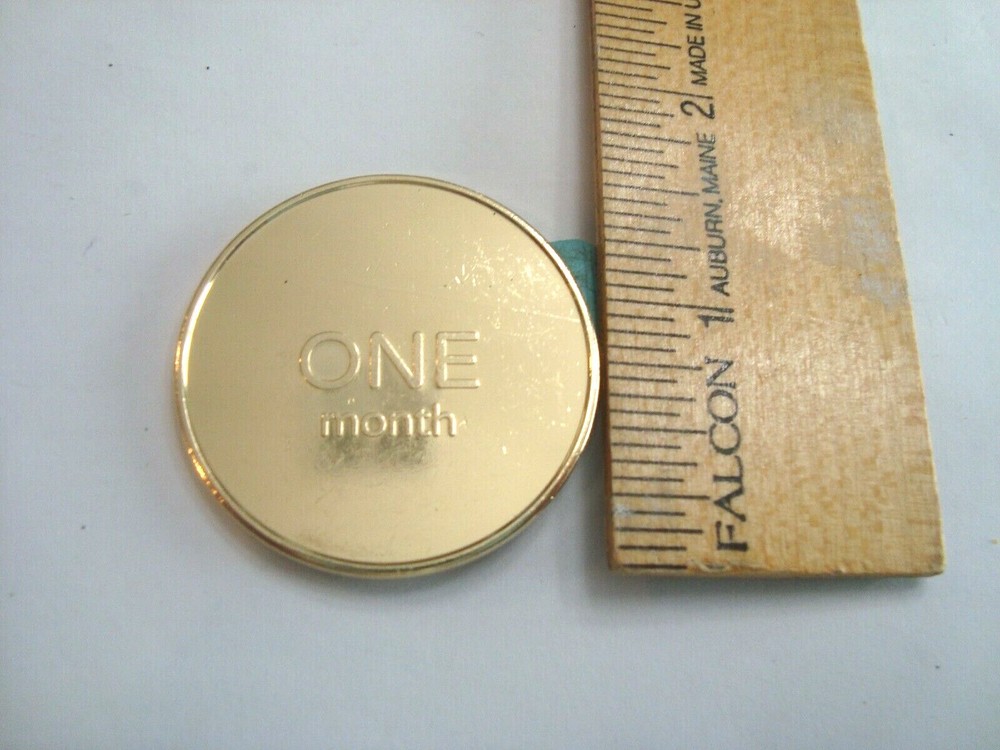 ONE
month
FALCON
1
AUBURN, MAINE
2
MADE IN